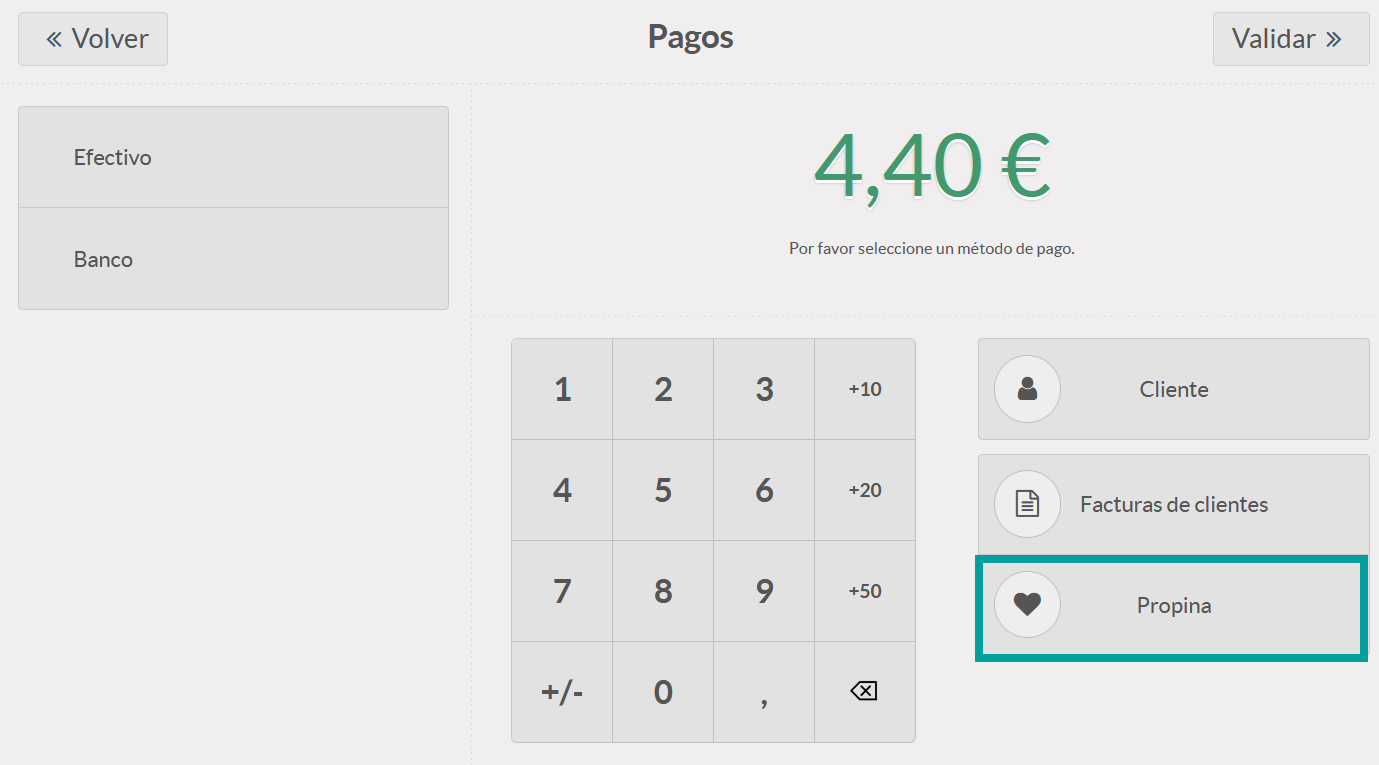 « Volver
Pagos
Validar »
Efectivo
Banco
4,40 €
Por favor seleccione un método de pago.
1 2 3 +10
4 5 6 +20
7 8 9 +50
+/- 0 ,
Cliente
Facturas de clientes
Propina